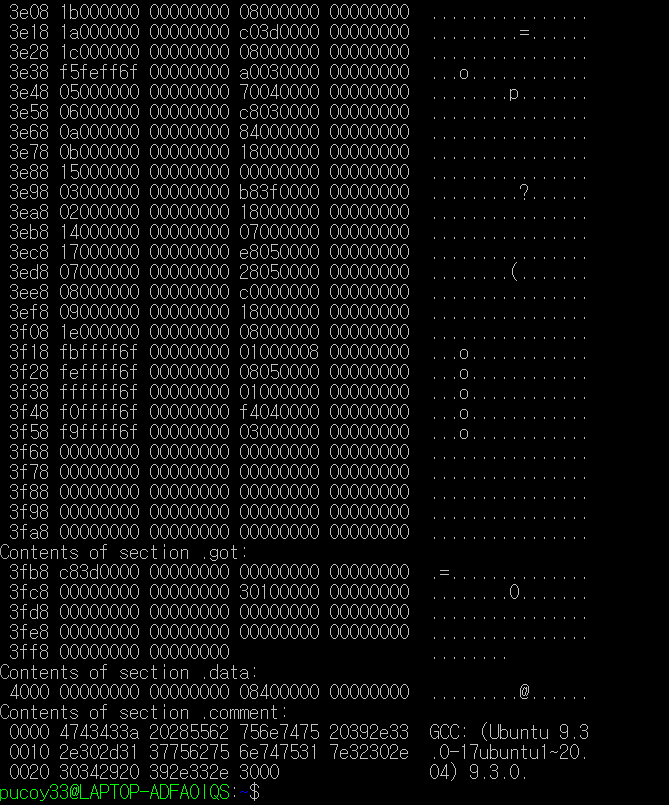 3e08 1b000000 00000000 08000000 00000000  ................
3e18 1a000000 00000000 c03d0000 00000000  .........=......
3e28 1c000000 00000000 08000000 00000000  ................
3e38 f5feff6f 00000000 a0030000 00000000  ...o............
3e48 05000000 00000000 70040000 00000000  ........p.......
3e58 06000000 00000000 c8030000 00000000  ................
3e68 0a000000 00000000 84000000 00000000  ................
3e78 0b000000 00000000 18000000 00000000  ................
3e88 15000000 00000000 00000000 00000000  ................
3e98 03000000 00000000 b83f0000 00000000  .........?......
3ea8 02000000 00000000 18000000 00000000  ................
3eb8 14000000 00000000 07000000 00000000  ................
3ec8 17000000 00000000 e8050000 00000000  ................
3ed8 07000000 00000000 28050000 00000000  ........(.......
3ee8 08000000 00000000 c0000000 00000000  ................
3ef8 09000000 00000000 18000000 00000000  ................
3f08 1e000000 00000000 08000000 00000000  ................
3f18 fbffff6f 00000000 01000008 00000000  ...o............
3f28 feffff6f 00000000 08050000 00000000  ...o............
3f38 ffffff6f 00000000 01000000 00000000  ...o............
3f48 f0ffff6f 00000000 f4040000 00000000  ...o............
3f58 f9ffff6f 00000000 03000000 00000000  ...o............
3f68 00000000 00000000 00000000 00000000  ................
3f78 00000000 00000000 00000000 00000000  ................
3f88 00000000 00000000 00000000 00000000  ................
3f98 00000000 00000000 00000000 00000000  ................
3fa8 00000000 00000000 00000000 00000000  ................
Contents of section .got:
3fb8 c83d0000 00000000 00000000 00000000  .=..............
3fc8 00000000 00000000 30100000 00000000  ........0.......
3fd8 00000000 00000000 00000000 00000000  ................
3fe8 00000000 00000000 00000000 00000000  ................
3ff8 00000000 00000000                    ........
Contents of section .data:
4000 00000000 00000000 08400000 00000000  .........@......
Contents of section .comment:
0000 4743433a 20285562 756e7475 20392e33  GCC: (Ubuntu 9.3
0010 2e302d31 37756275 6e747531 7e32302e  .0-17ubuntu1~20.
0020 30342920 392e332e 3000               04) 9.3.0.
pucoy33@LAPTOP-ADFAOIQS:~$